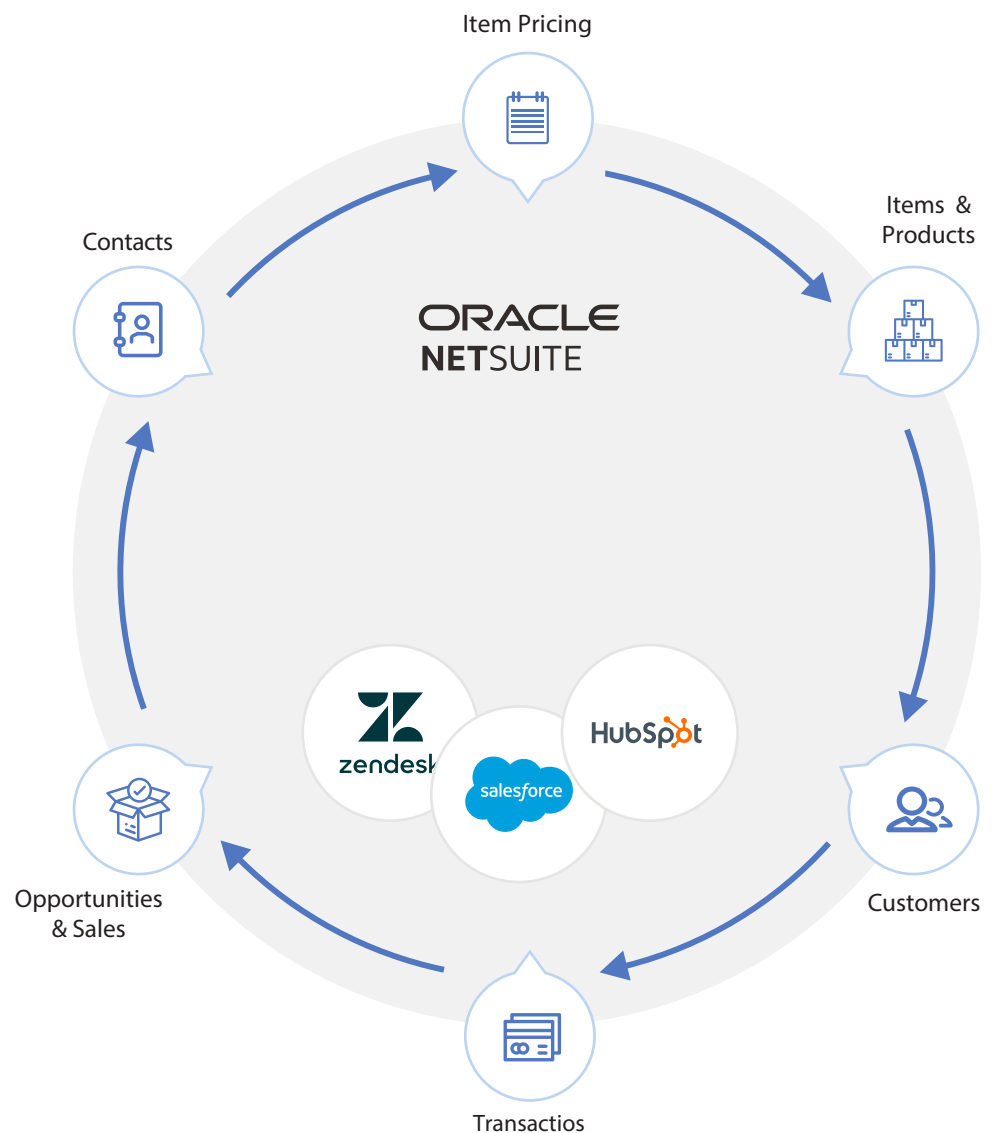 Item Pricing
Items &
Products
Contacts
ORACLE
NETSUITE
HubSpot
zendesk
salesforce
Opportunities
& Sales
Customers
Transactios